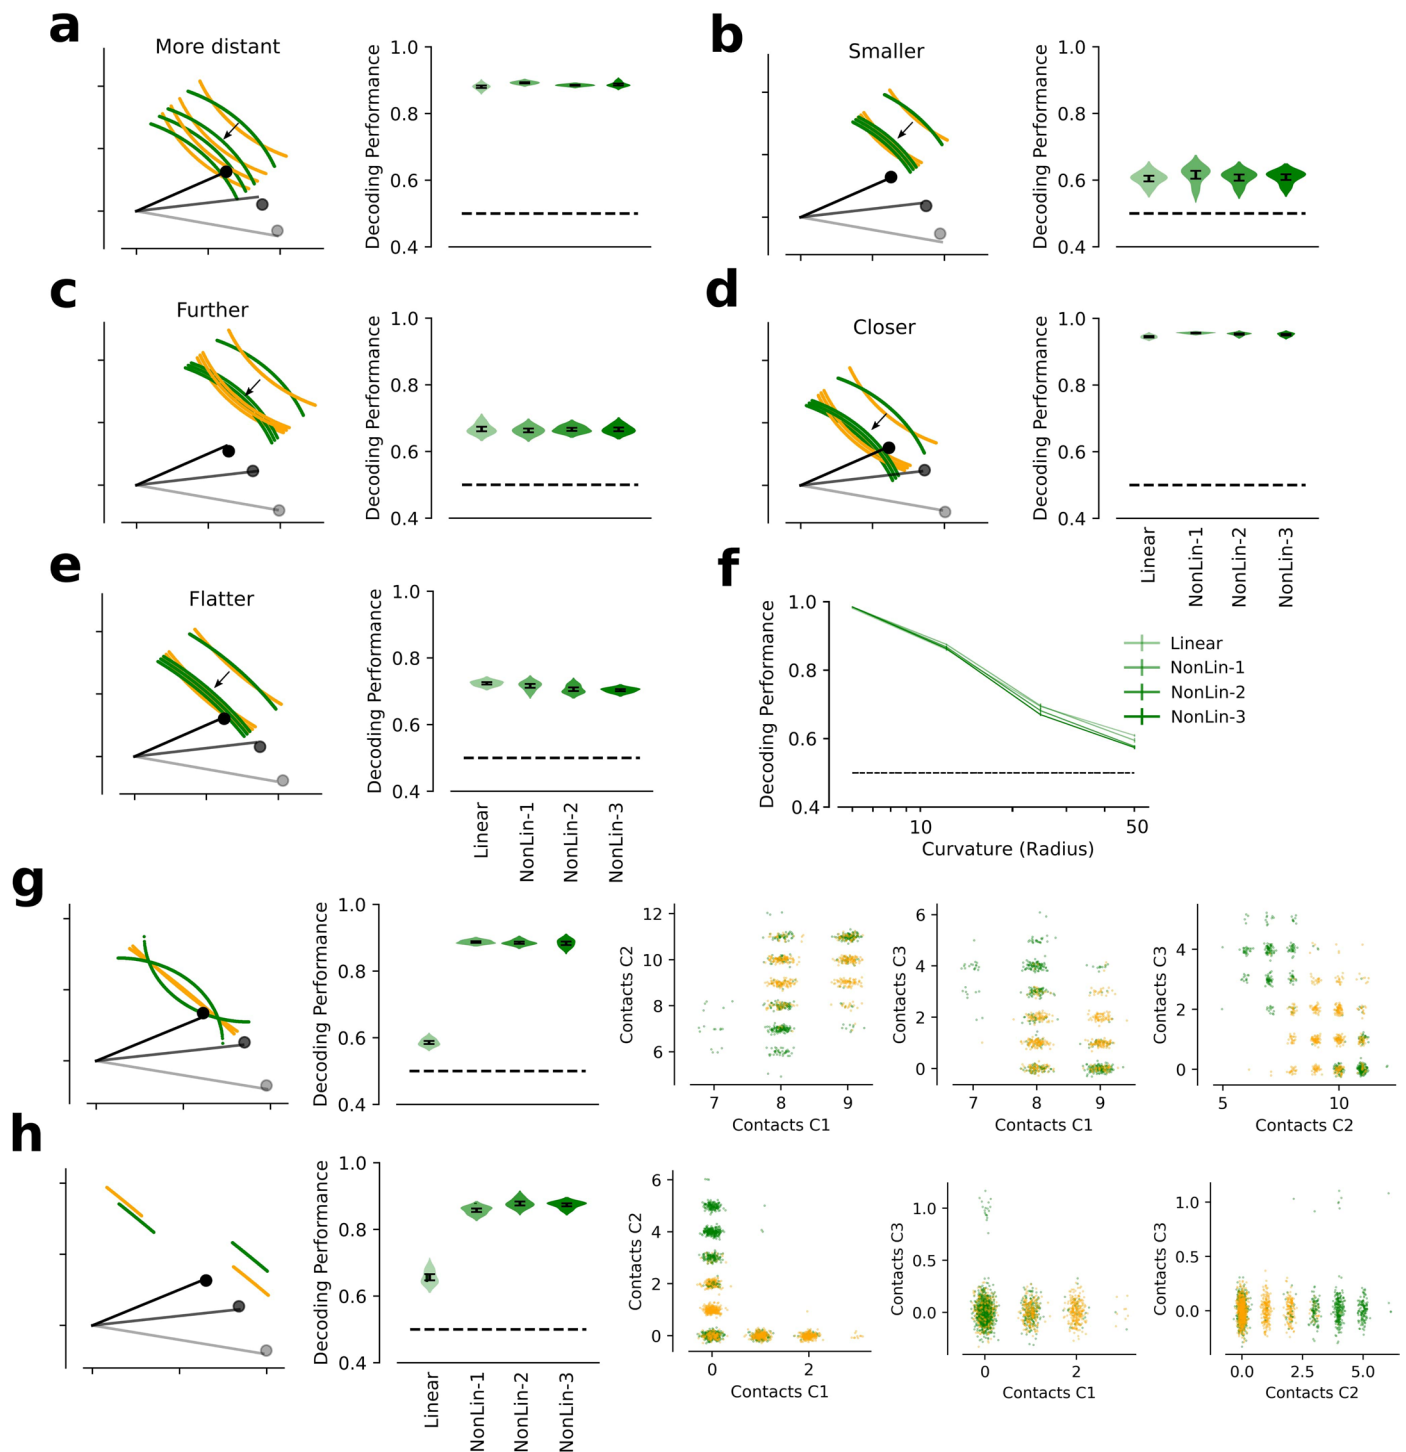 a
More distant
Decoding Performance
1.0
0.8
0.6
0.4
b
Smaller
Decoding Performance
1.0
0.8
0.6
0.4
c
Further
Decoding Performance
1.0
0.8
0.6
0.4
d
Closer
Decoding Performance
1.0
0.8
0.6
0.4
Linear
NonLin-1
NonLin-2
NonLin-3
e
Flatter
Decoding Performance
1.0
0.8
0.6
0.4
Linear
NonLin-1
NonLin-2
NonLin-3
f
Decoding Performance
1.0
0.8
0.6
0.4
10
50
Curvature (Radius)
Linear
NonLin-1
NonLin-2
NonLin-3
g
Decoding Performance
1.0
0.8
0.6
0.4
Contacts C2
12
10
8
6
7
8
9
Contacts C1
Contacts C3
6
4
2
0
7
8
9
Contacts C1
Contacts C3
4
2
0
5
10
Contacts C2
h
Decoding Performance
1.0
0.8
0.6
0.4
Linear
NonLin-1
NonLin-2
NonLin-3
Contacts C2
6
4
2
0
0
2
Contacts C1
Contacts C3
1.0
0.5
0.0
0
2
Contacts C1
Contacts C3
1.0
0.5
0.0
0.0
2.5
5.0
Contacts C2